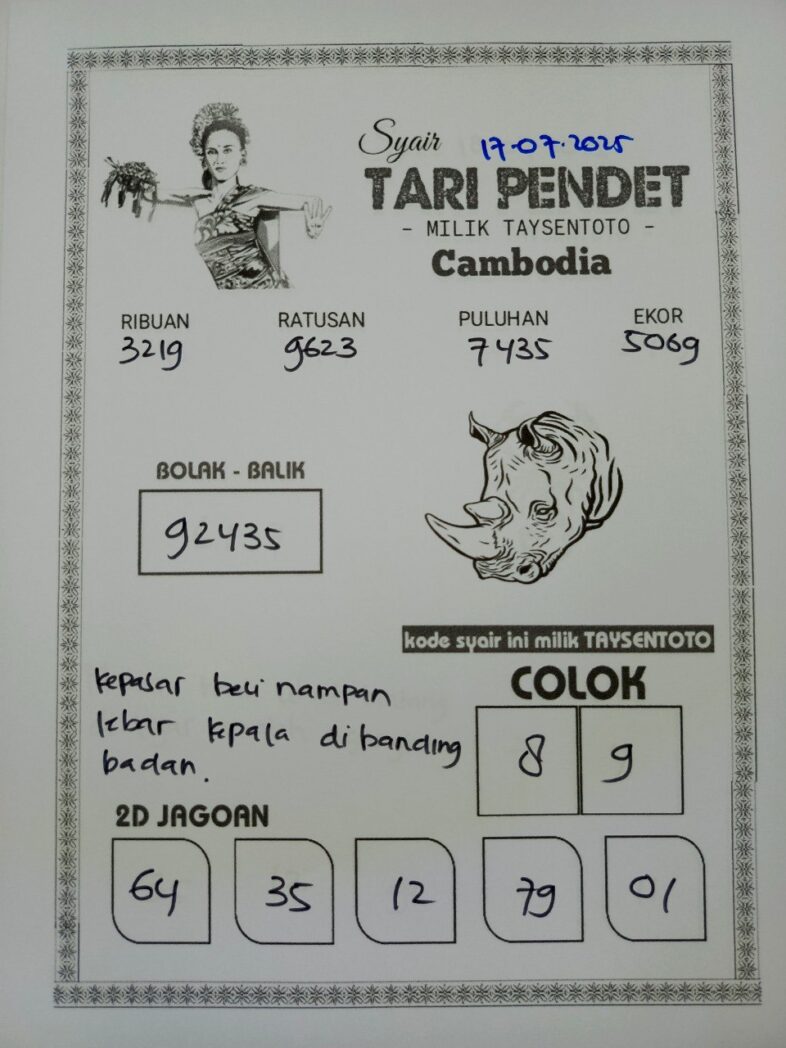 Syair 17.07.2025
TARI PENDET
- MILIK TAYSENTOTO -
Cambodia
RIBUAN RATUSAN PULUHAN EKOR
3219 9623 7435 5069
BOLAK - BALIK
92435
kode syair ini milik TAYSENTOTO
COLOK
8 9
kepasar beli nampan
lebar kepala dibanding
badan.
2D JAGOAN
64 35 12 79 01